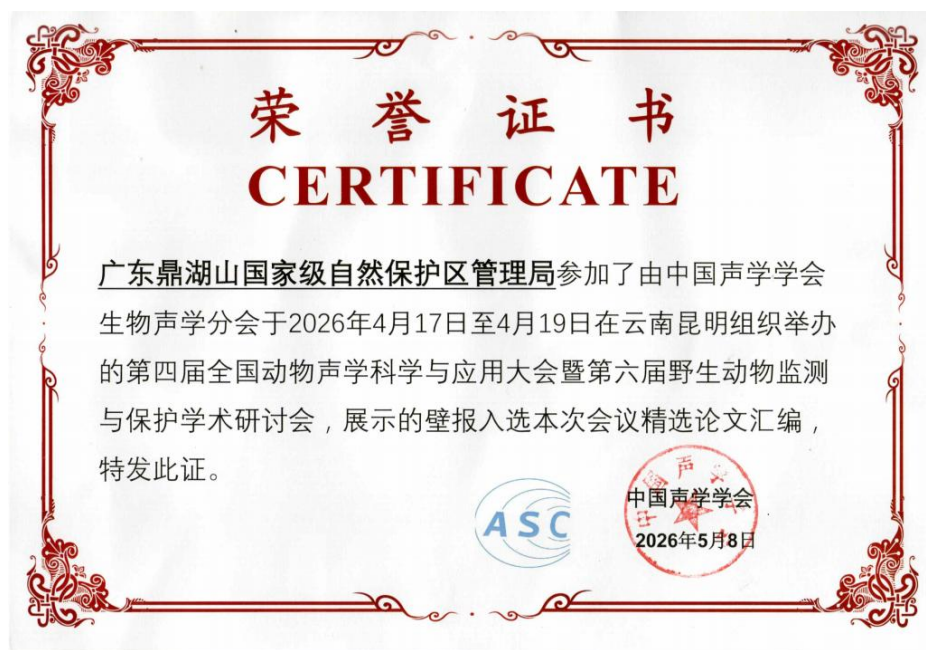 荣誉证书
CERTIFICATE
广东鼎湖山国家级自然保护区管理局参加了由中国声学学会
生物声学分会于2026年4月17日至4月19日在云南昆明组织举办
的第四届全国动物声学科学与应用大会暨第六届野生动物监测
与保护学术研讨会，展示的壁报入选本次会议精选论文汇编，
特发此证。
ASC
中国声学学会
2026年5月8日